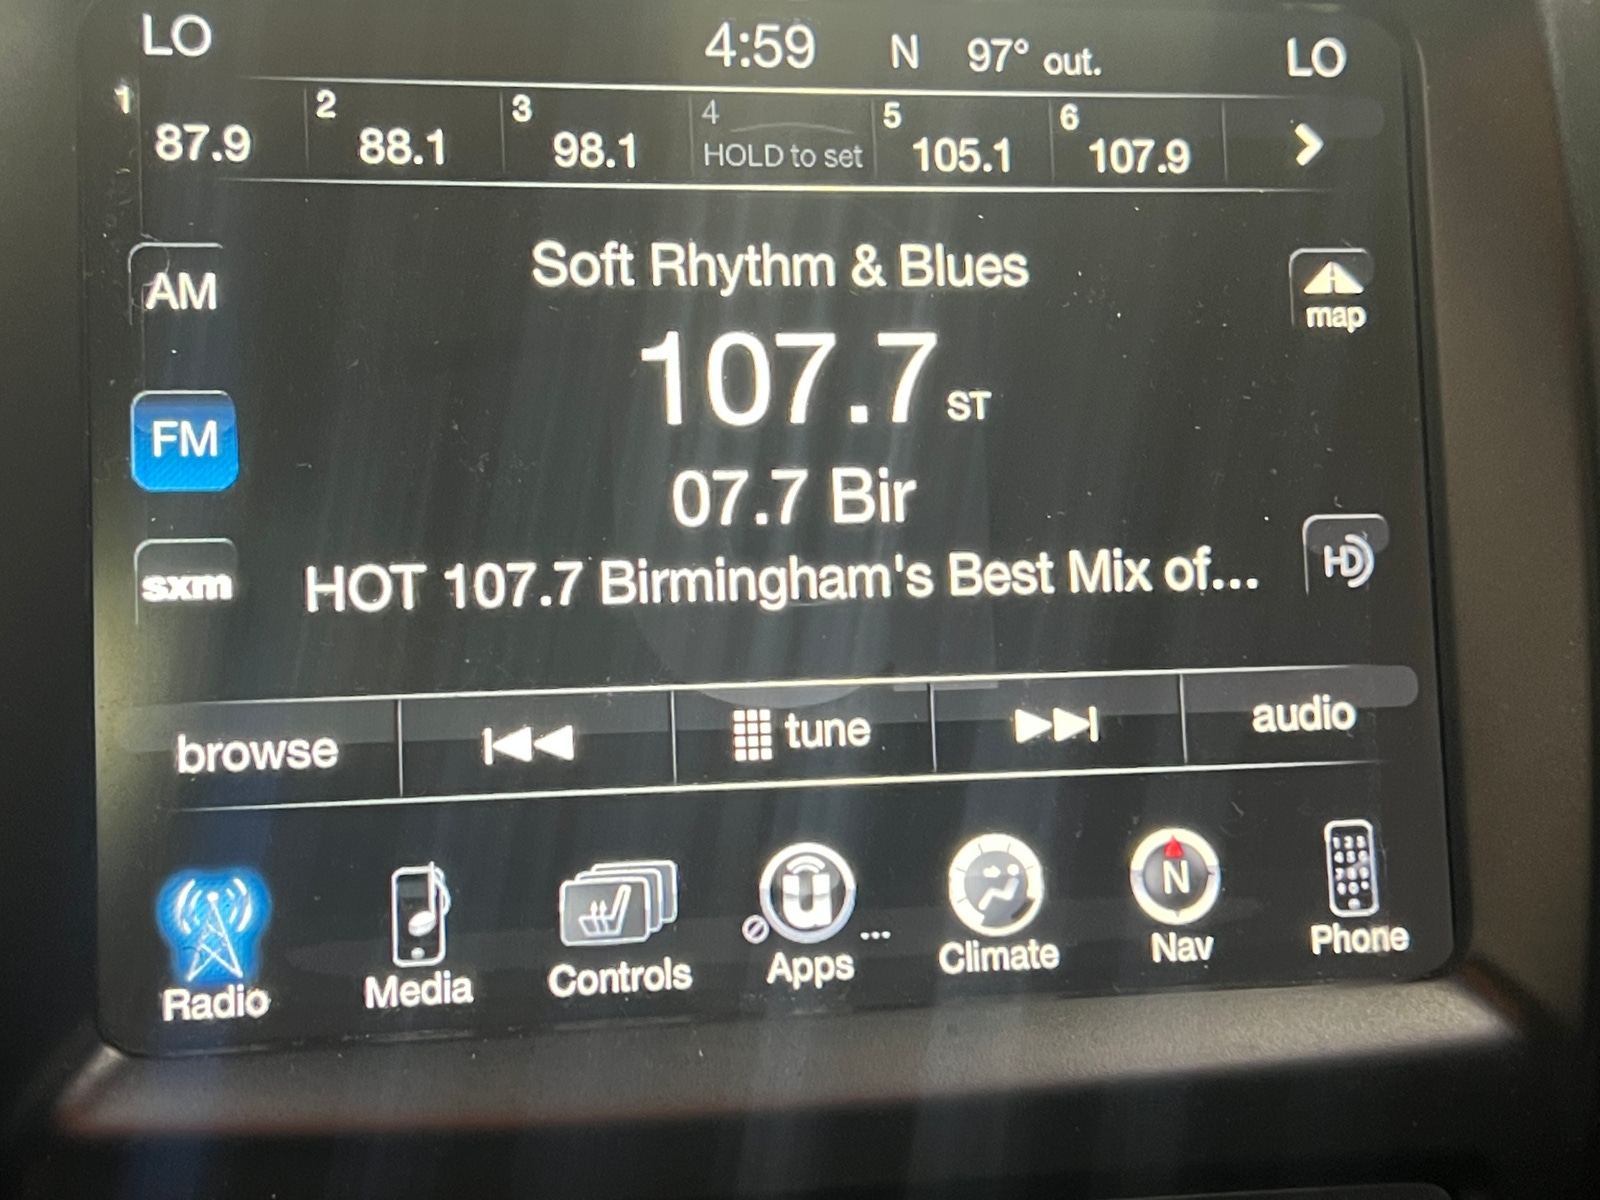 LO 4:59 N 97° out. LO
1 87.9 2 88.1 3 98.1 4 HOLD to set 5 105.1 6 107.9
Soft Rhythm & Blues
AM
map
107.7 ST
FM
07.7 Bir
HD
sxm
HOT 107.7 Birmingham's Best Mix of...
browse tune audio
u N
Radio Media Controls Apps ... Climate Nav Phone